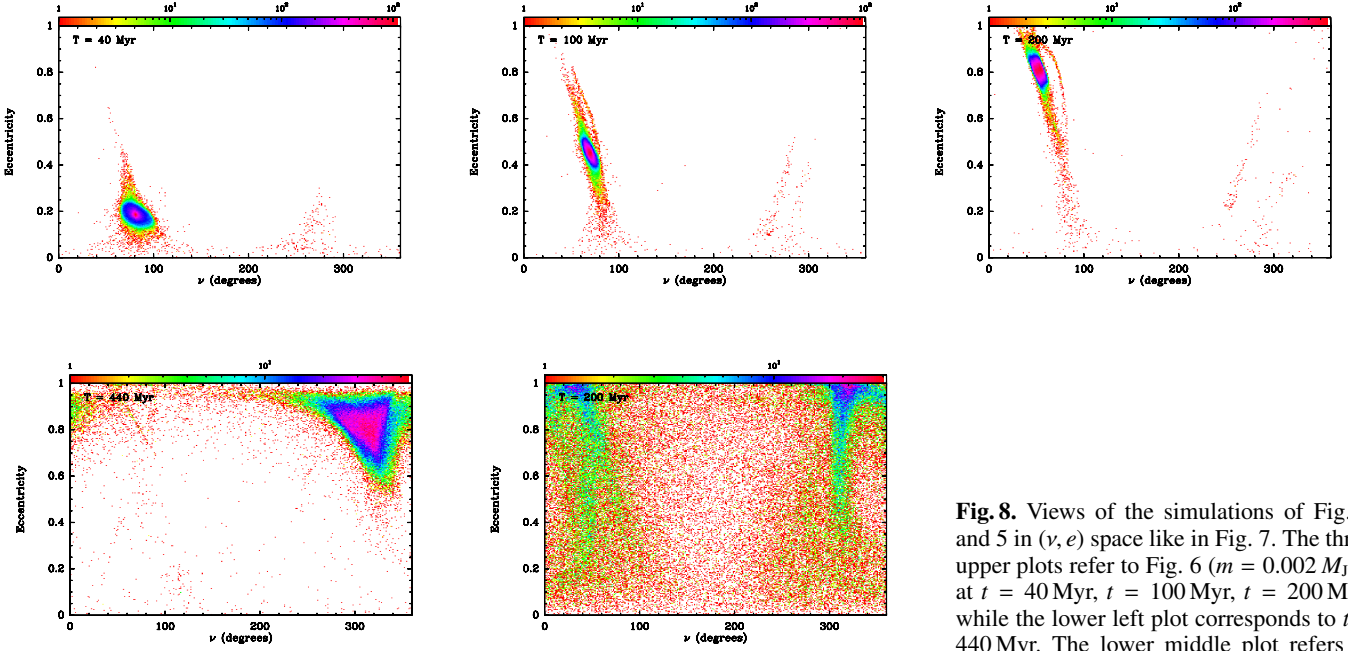 1 10¹ 10² 10³
T = 40 Myr
Eccentricity
1
0.8
0.6
0.4
0.2
0
0 100 200 300
ν (degrees)
1 10¹ 10² 10³
T = 100 Myr
Eccentricity
1
0.8
0.6
0.4
0.2
0
0 100 200 300
ν (degrees)
1 10¹ 10²
T = 200 Myr
Eccentricity
1
0.8
0.6
0.4
0.2
0
0 100 200 300
ν (degrees)
1 10¹
T = 440 Myr
Eccentricity
1
0.8
0.6
0.4
0.2
0
0 100 200 300
ν (degrees)
1 10¹
T = 200 Myr
Eccentricity
1
0.8
0.6
0.4
0.2
0
0 100 200 300
ν (degrees)
Fig. 8. Views of the simulations of Fig.
and 5 in (ν, e) space like in Fig. 7. The
upper plots refer to Fig. 6 (m = 0.002
at t = 40 Myr, t = 100 Myr, t = 200
while the lower left plot corresponds to
440 Myr. The lower middle plot refers